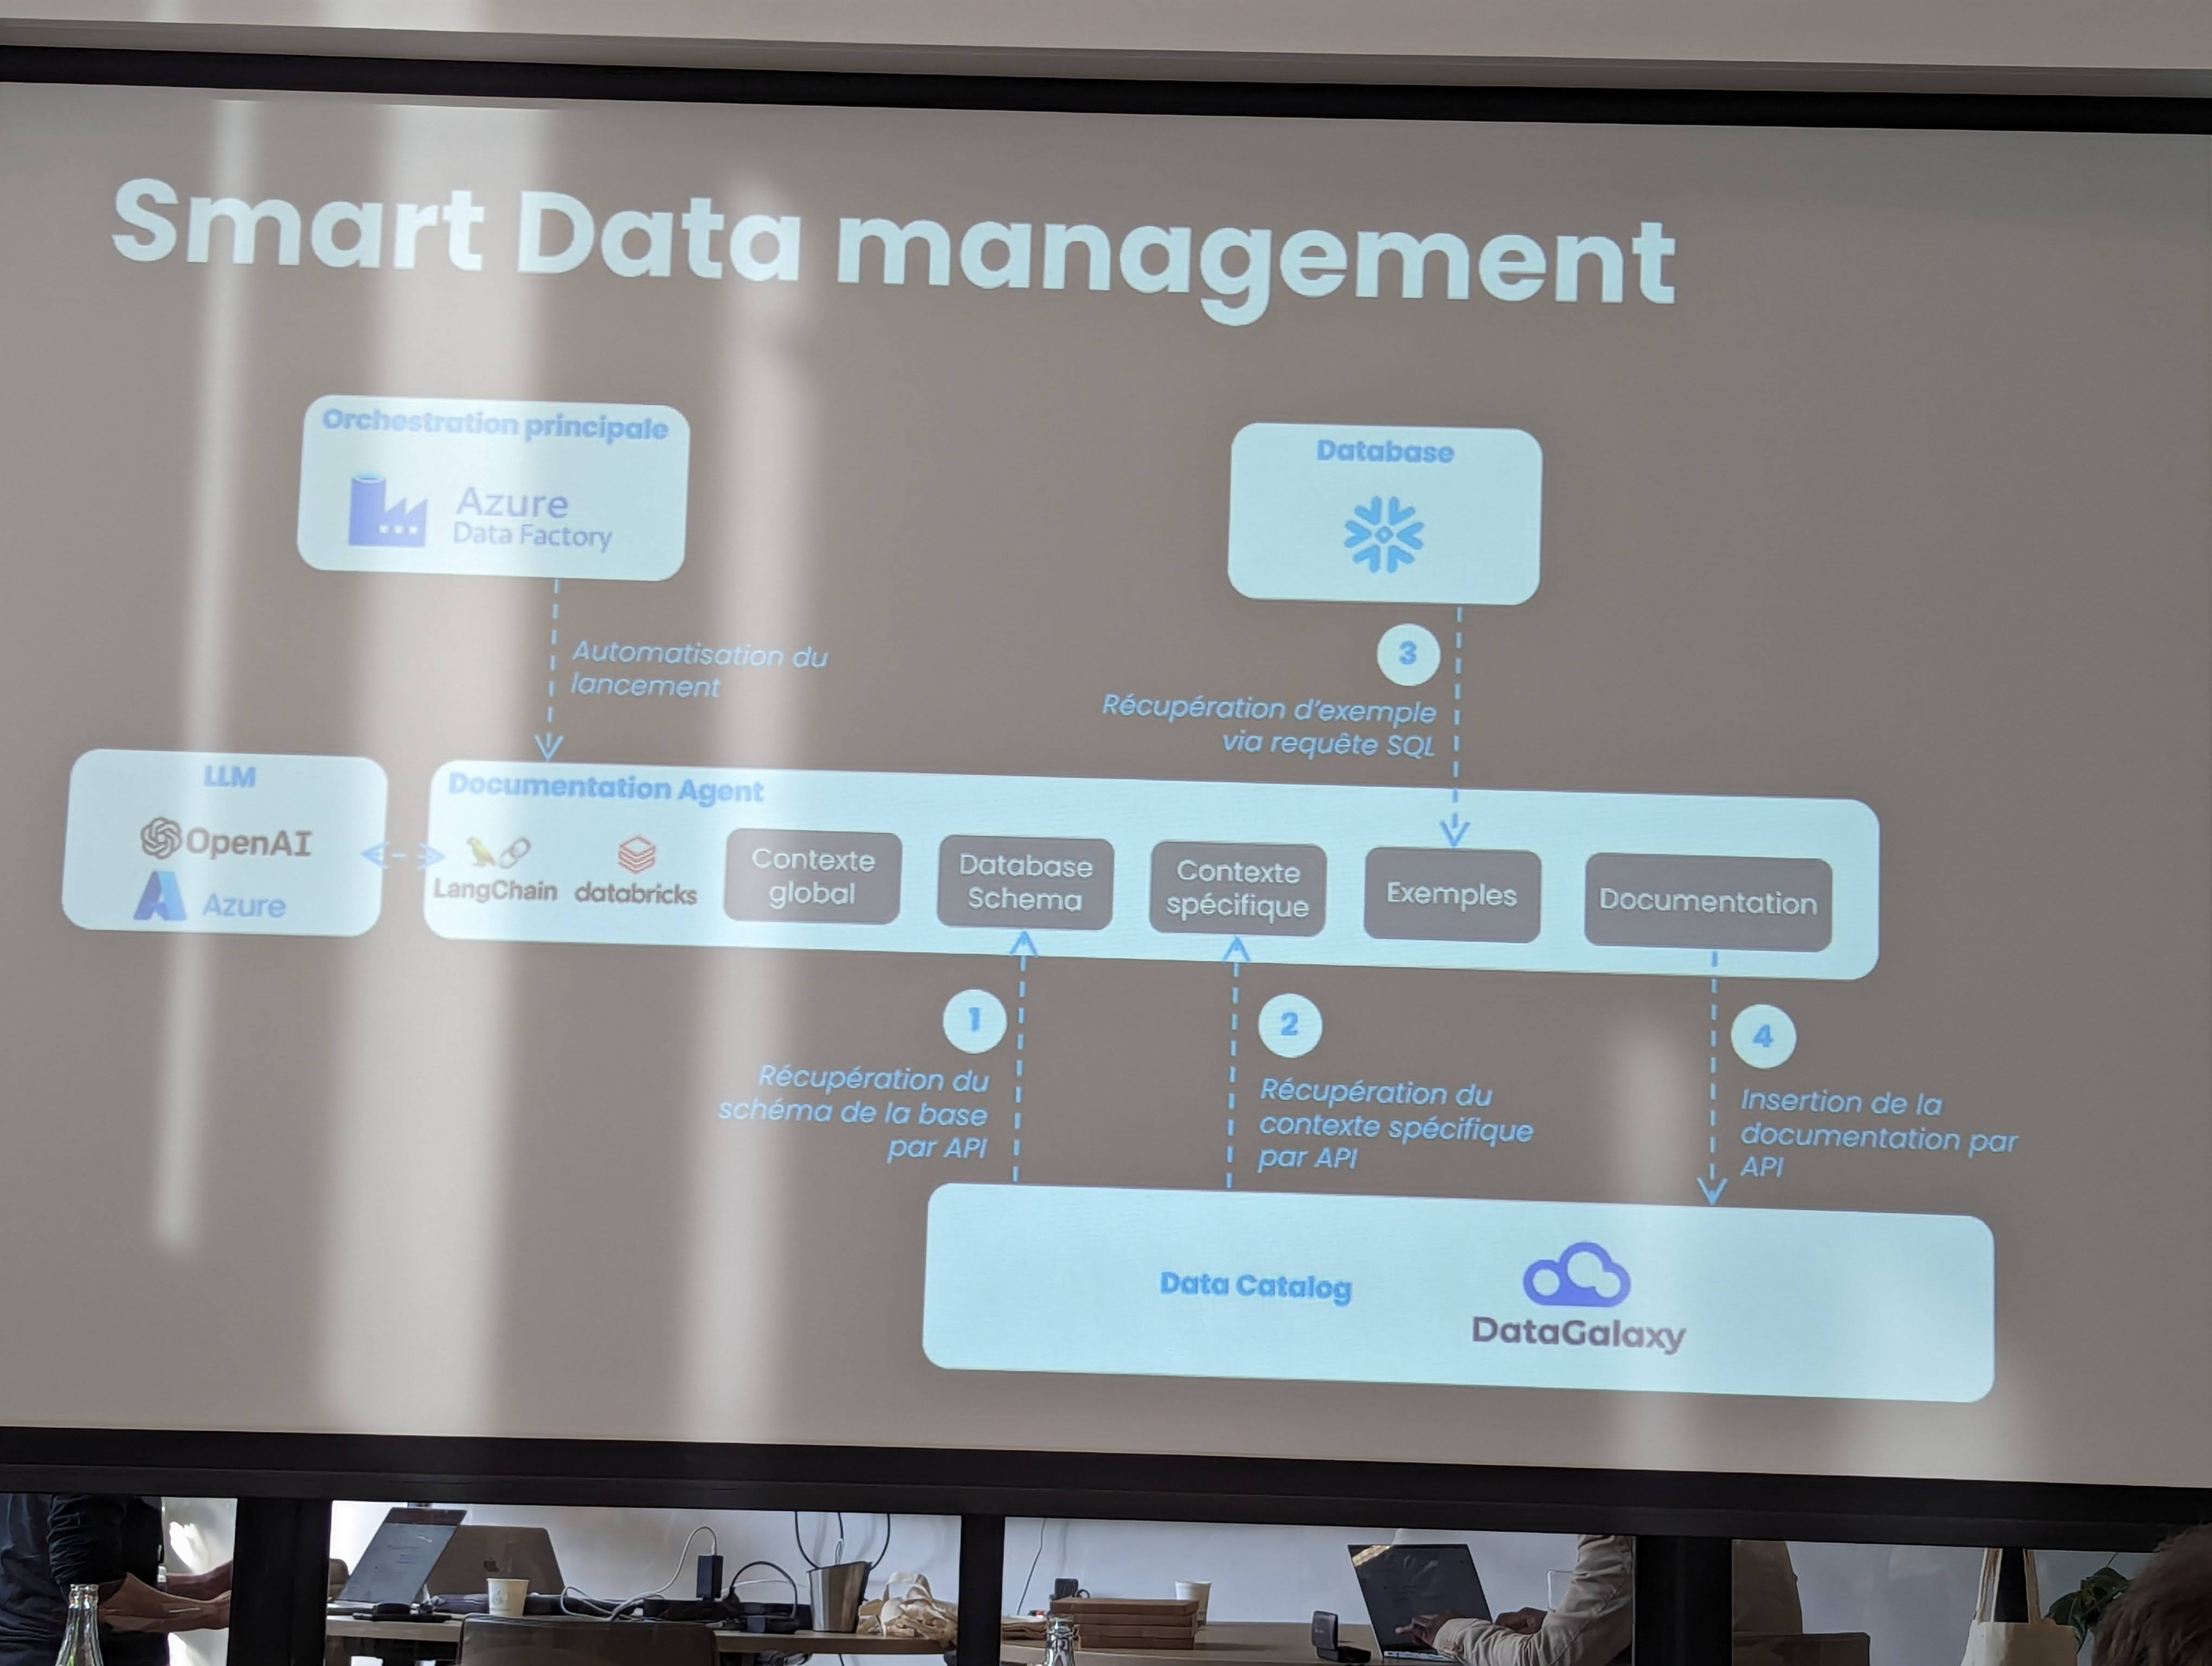 Smart Data management
Orchestration principale
Azure
Data Factory
Database
Automatisation du
lancement
3
Récupération d'exemple
via requête SQL
LLM
OpenAI
Azure
Documentation Agent
LangChain
databricks
Contexte
global
Database
Schema
Contexte
spécifique
Exemples
Documentation
1
Récupération du
schéma de la base
par API
2
Récupération du
contexte spécifique
par API
4
Insertion de la
documentation par
API
Data Catalog
DataGalaxy